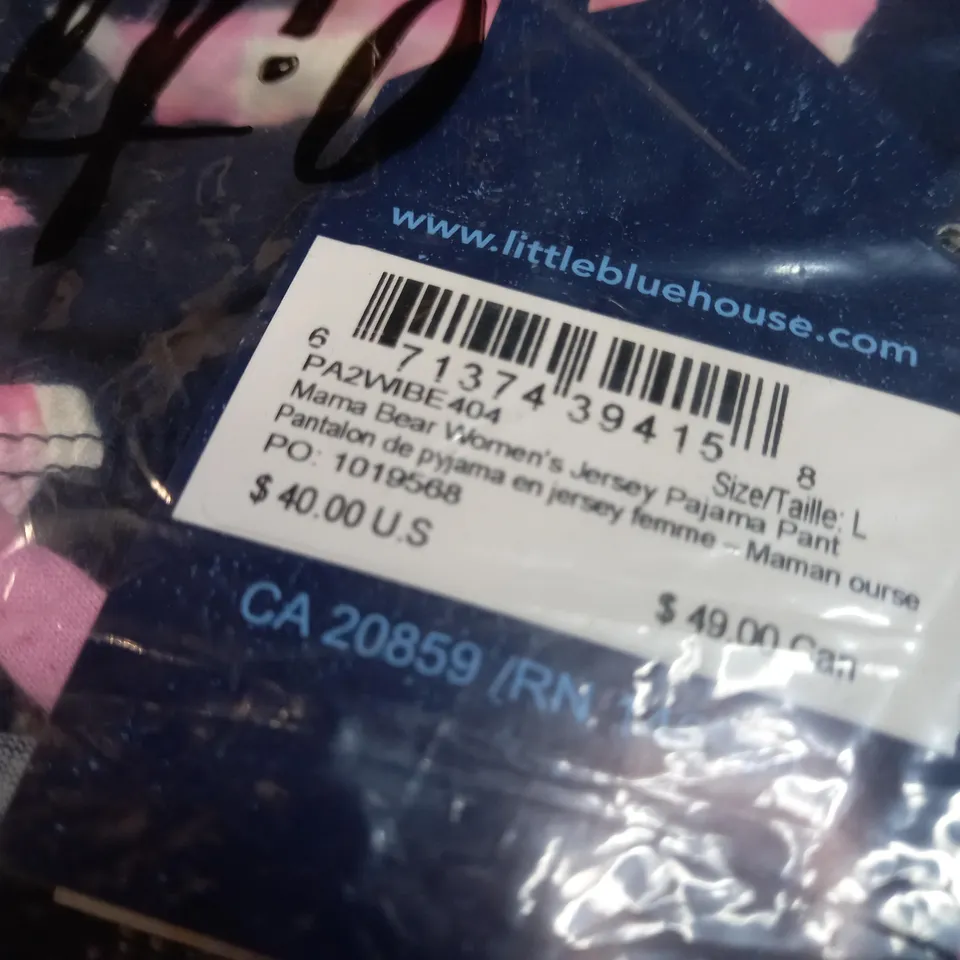 www.littlebluehouse.com
6 71374 39415 8
PA2WIBE404 Size/Taille: L
Mama Bear Women's Jersey Pajama Pant
Pantalon de pyjama en jersey femme – Maman ourse
PO: 1019568
$ 40.00 U.S $ 49.00 Can
CA 20859 /RN